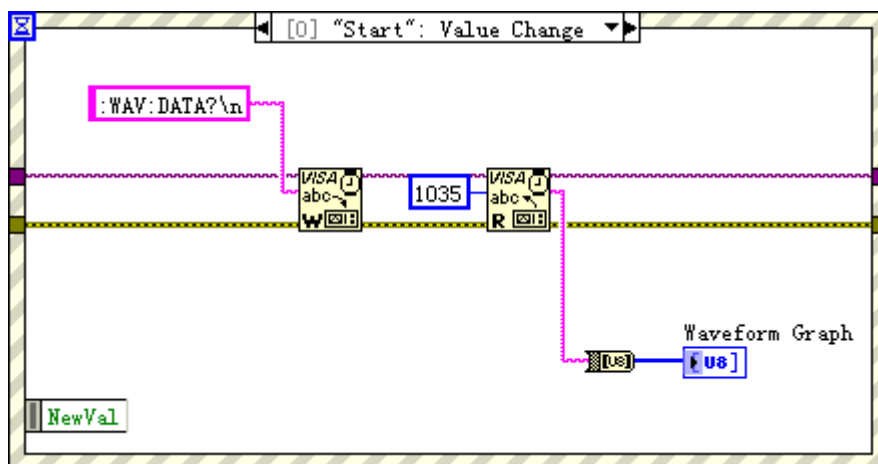 [0] "Start": Value Change
:WAV:DATA?\n
VISA
abc
W
1035
VISA
abc
R
Waveform Graph
[U8]
[U8]
NewVal